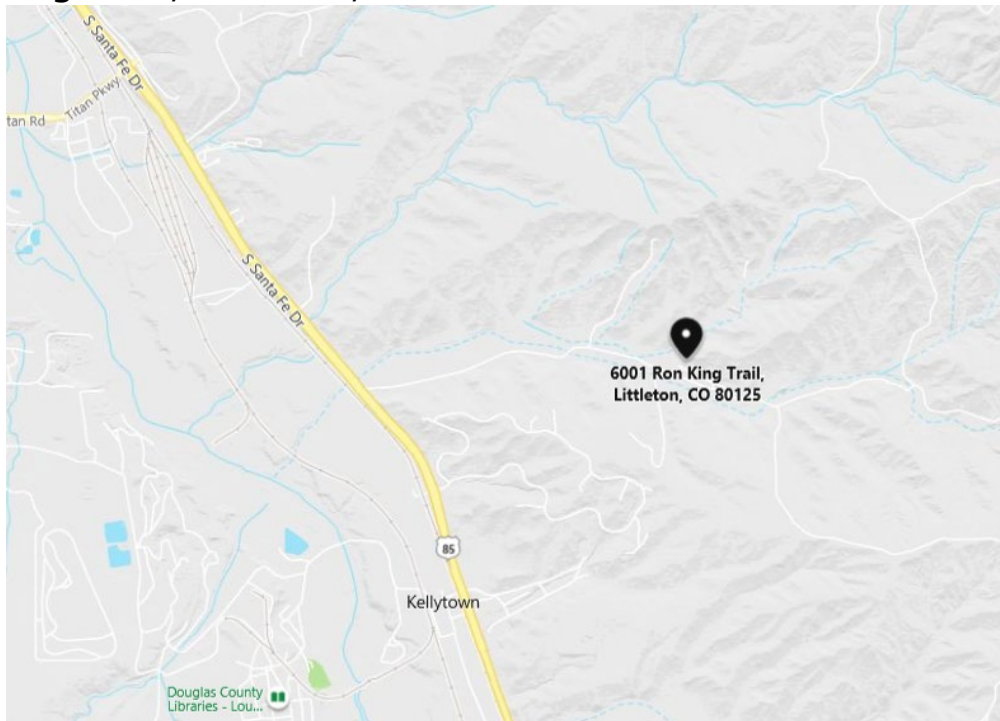 S Santa Fe Dr
Titan Pkwy
tan Rd
S Santa Fe Dr
6001 Ron King Trail,
Littleton, CO 80125
85
Kellytown
Douglas County
Libraries - Lou...